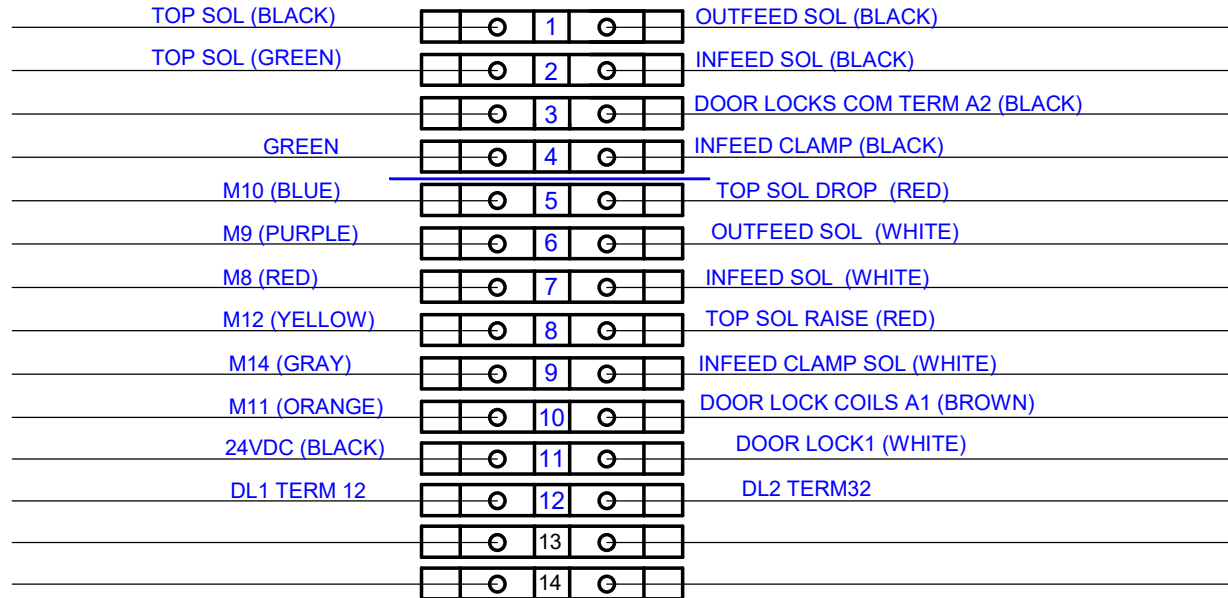 TOP SOL (BLACK) 1 OUTFEED SOL (BLACK)
TOP SOL (GREEN) 2 INFEED SOL (BLACK)
3 DOOR LOCKS COM TERM A2 (BLACK)
GREEN 4 INFEED CLAMP (BLACK)
M10 (BLUE) 5 TOP SOL DROP (RED)
M9 (PURPLE) 6 OUTFEED SOL (WHITE)
M8 (RED) 7 INFEED SOL (WHITE)
M12 (YELLOW) 8 TOP SOL RAISE (RED)
M14 (GRAY) 9 INFEED CLAMP SOL (WHITE)
M11 (ORANGE) 10 DOOR LOCK COILS A1 (BROWN)
24VDC (BLACK) 11 DOOR LOCK1 (WHITE)
DL1 TERM 12 12 DL2 TERM32
13
14